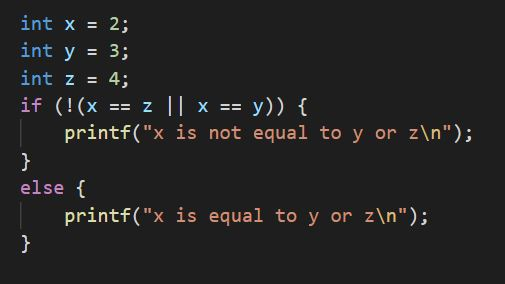 int x = 2;
int y = 3;
int z = 4;
if (!(x == z || x == y)) {
    printf("x is not equal to y or z\n");
}
else {
    printf("x is equal to y or z\n");
}